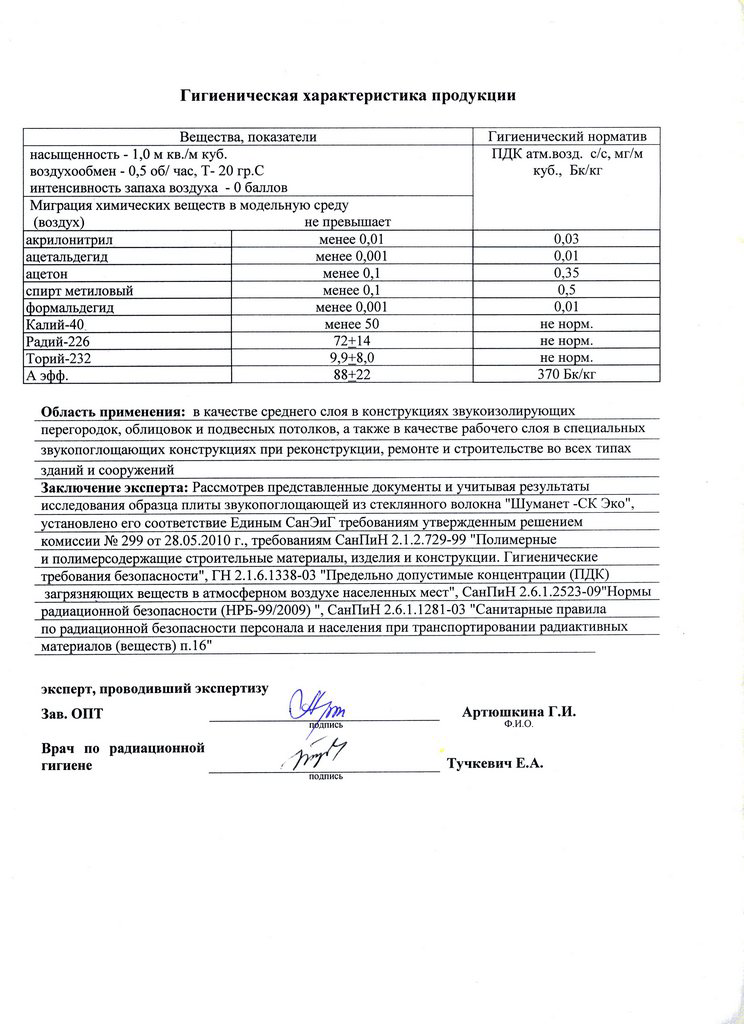 Гигиеническая характеристика продукции
Вещества, показатели Гигиенический норматив
насыщенность - 1,0 м кв./м куб. ПДК атм.возд. с/с, мг/м
воздухообмен - 0,5 об/ час, Т- 20 гр.С куб., Бк/кг
интенсивность запаха воздуха - 0 баллов
Миграция химических веществ в модельную среду
(воздух) не превышает
акрилонитрил менее 0,01 0,03
ацетальдегид менее 0,001 0,01
ацетон менее 0,1 0,35
спирт метиловый менее 0,1 0,5
формальдегид менее 0,001 0,01
Калий-40 менее 50 не норм.
Радий-226 72±14 не норм.
Торий-232 9,9±8,0 не норм.
А эфф. 88±22 370 Бк/кг
Область применения: в качестве среднего слоя в конструкциях звукоизолирующих
перегородок, облицовок и подвесных потолков, а также в качестве рабочего слоя в специальных
звукопоглощающих конструкциях при реконструкции, ремонте и строительстве во всех типах
зданий и сооружений
Заключение эксперта: Рассмотрев представленные документы и учитывая результаты
исследования образца плиты звукопоглощающей из стеклянного волокна "Шуманет -СК Эко",
установлено его соответствие Единым СанЭиГ требованиям утвержденным решением
комиссии № 299 от 28.05.2010 г., требованиям СанПиН 2.1.2.729-99 "Полимерные
и полимерсодержащие строительные материалы, изделия и конструкции. Гигиенические
требования безопасности", ГН 2.1.6.1338-03 "Предельно допустимые концентрации (ПДК)
загрязняющих веществ в атмосферном воздухе населенных мест", СанПиН 2.6.1.2523-09"Нормы
радиационной безопасности (НРБ-99/2009) ", СанПиН 2.6.1.1281-03 "Санитарные правила
по радиационной безопасности персонала и населения при транспортировании радиактивных
материалов (веществ) п.16"
эксперт, проводивший экспертизу
Зав. ОПТ Артюшкина Г.И.
подпись Ф.И.О.
Врач по радиационной
гигиене Тучкевич Е.А.
подпись